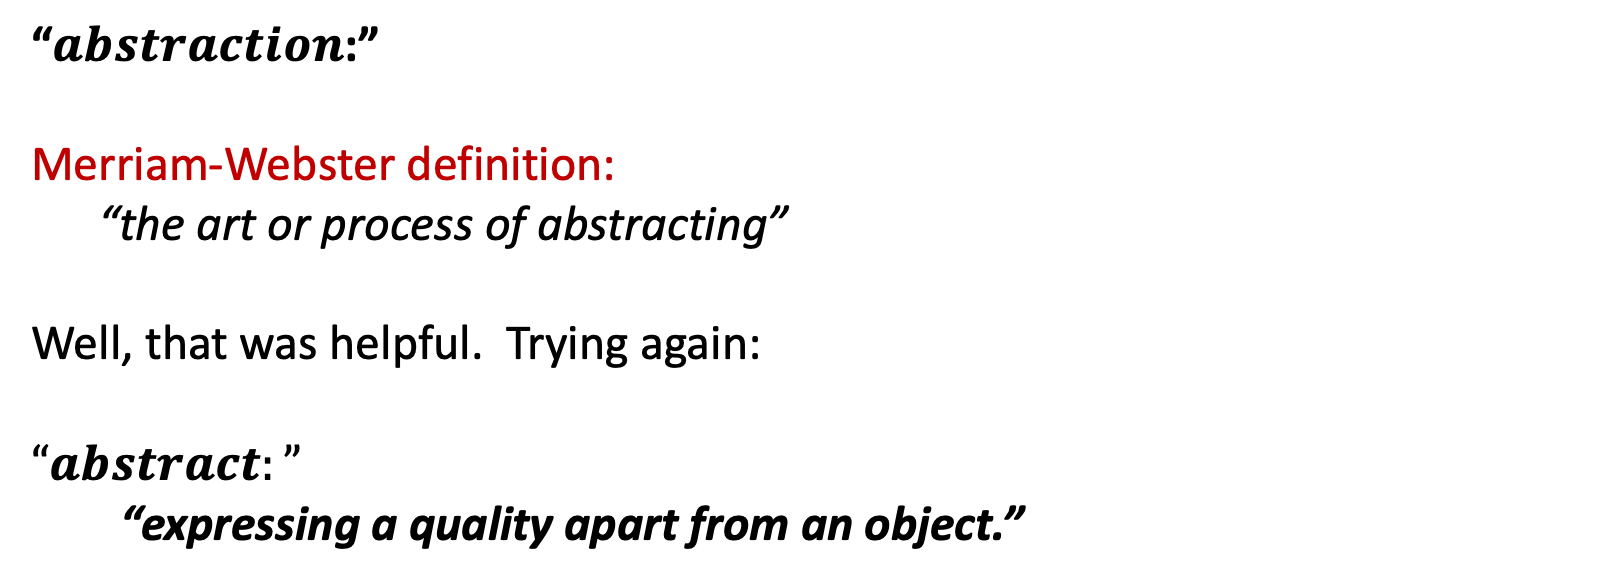 “abstraction:”
Merriam-Webster definition:
“the art or process of abstracting”
Well, that was helpful.  Trying again:
“abstract: ”
“expressing a quality apart from an object.”